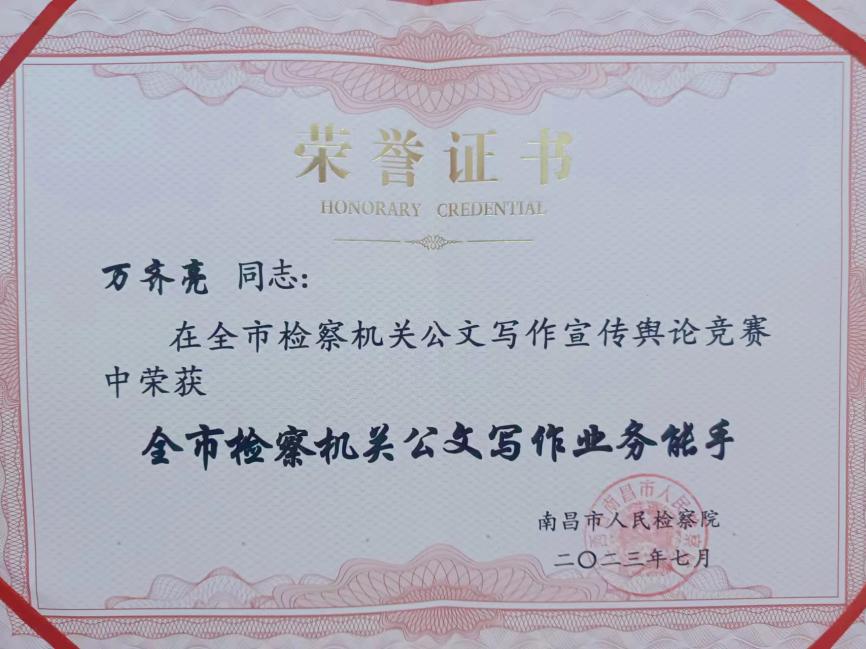 荣誉证书
HONORARY CREDENTIAL
万齐亮 同志:
在全市检察机关公文写作宣传舆论竞赛
中荣获
全市检察机关公文写作业务能手
南昌市人民检察院
二〇二三年七月